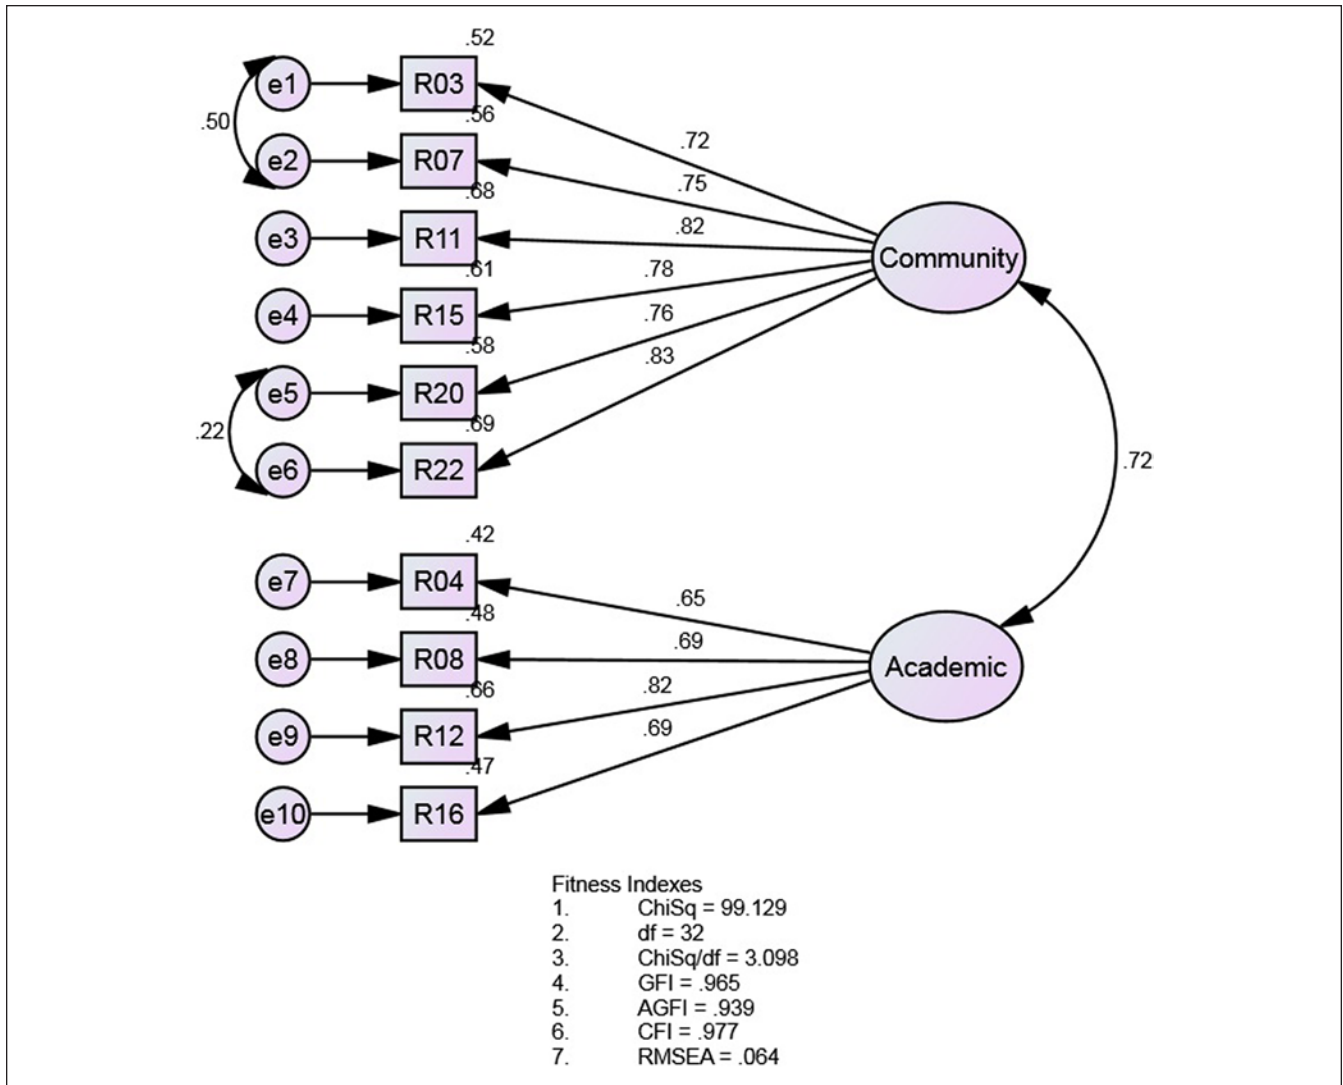 .52
e1 R03
.56
.50
.72
e2 R07
.68
.75
e3 R11
.82
.61
.78
Community
e4 R15
.58
.76
e5 R20
.69
.83
.22
e6 R22
.72
.42
e7 R04
.48
.65
e8 R08
.66
.69
Academic
e9 R12
.47
.82
.69
e10 R16
Fitness Indexes
1. ChiSq = 99.129
2. df = 32
3. ChiSq/df = 3.098
4. GFI = .965
5. AGFI = .939
6. CFI = .977
7. RMSEA = .064